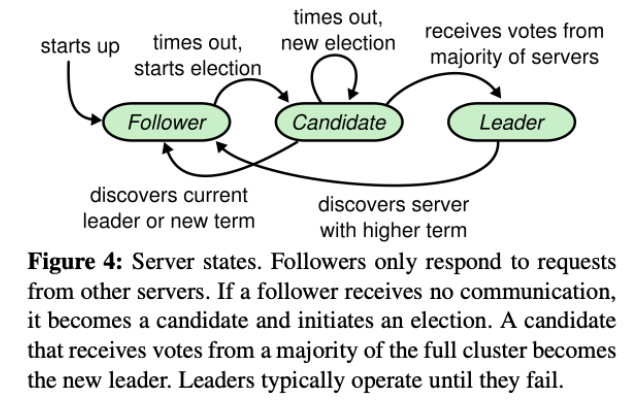 starts up
times out,
starts election
times out,
new election
receives votes from
majority of servers
Follower
Candidate
Leader
discovers current
leader or new term
discovers server
with higher term
Figure 4: Server states. Followers only respond to requests
from other servers. If a follower receives no communication,
it becomes a candidate and initiates an election. A candidate
that receives votes from a majority of the full cluster becomes
the new leader. Leaders typically operate until they fail.